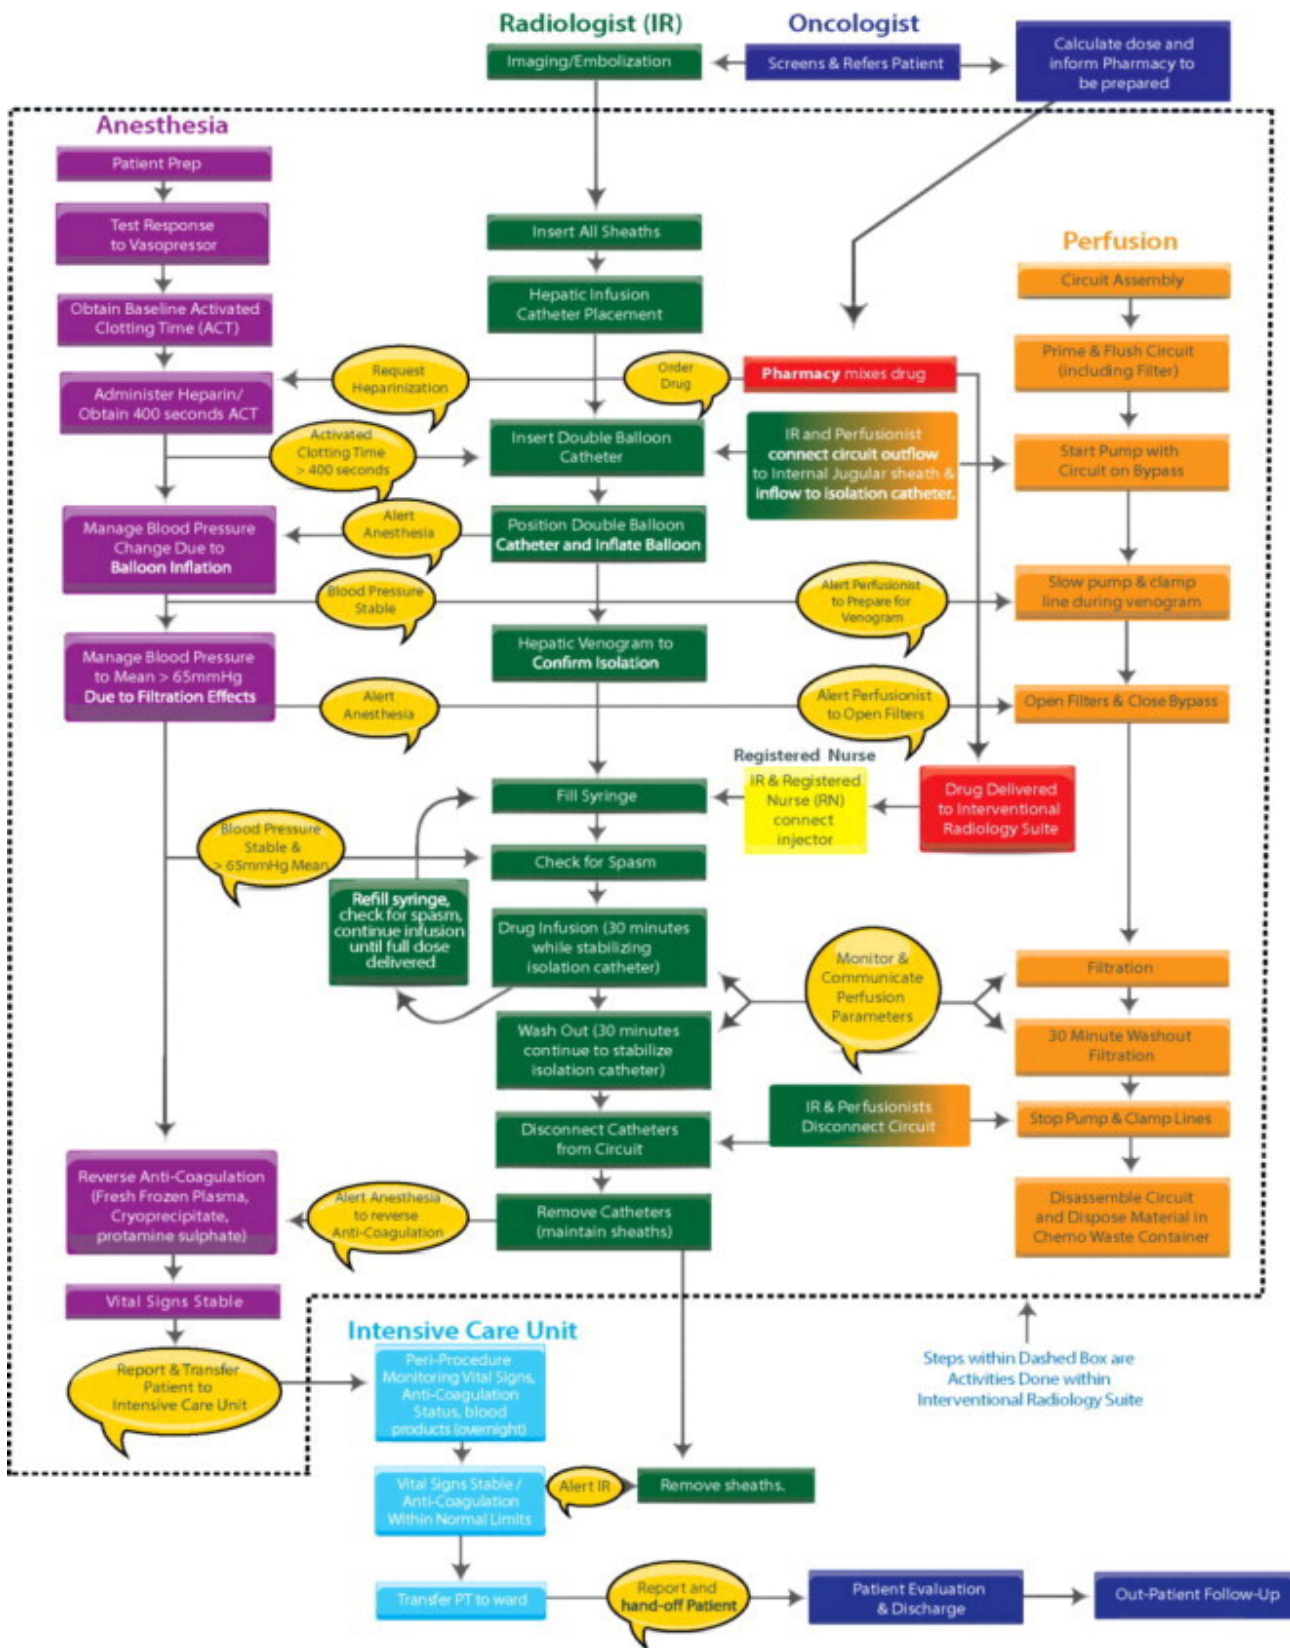 Radiologist (IR)
Oncologist
Imaging/Embolization
Screens & Refers Patient
Calculate dose and
inform Pharmacy to
be prepared
Anesthesia
Patient Prep
Test Response
to Vasopressor
Insert All Sheaths
Perfusion
Circuit Assembly
Obtain Baseline Activated
Clotting Time (ACT)
Hepatic Infusion
Catheter Placement
Prime & Flush Circuit
(including Filter)
Request
Heparinization
Order
Drug
Pharmacy mixes drug
Administer Heparin/
Obtain 400 seconds ACT
Activated
Clotting Time
> 400 seconds
Insert Double Balloon
Catheter
IR and Perfusionist
connect circuit outflow
to Internal Jugular sheath &
inflow to isolation catheter.
Start Pump with
Circuit on Bypass
Manage Blood Pressure
Change Due to
Balloon Inflation
Alert
Anesthesia
Position Double Balloon
Catheter and Inflate Balloon
Blood Pressure
Stable
Alert Perfusionist
to Prepare for
Venogram
Slow pump & clamp
line during venogram
Manage Blood Pressure
to Mean > 65mmHg
Due to Filtration Effects
Hepatic Venogram to
Confirm Isolation
Alert
Anesthesia
Alert Perfusionist
to Open Filters
Open Filters & Close Bypass
Registered Nurse
Fill Syringe
IR & Registered
Nurse (RN)
connect
injector
Drug Delivered
to Interventional
Radiology Suite
Blood Pressure
Stable &
> 65mmHg Mean
Check for Spasm
Refill syringe,
check for spasm,
continue infusion
until full dose
delivered
Drug Infusion (30 minutes
while stabilizing
isolation catheter)
Monitor &
Communicate
Perfusion
Parameters
Filtration
Wash Out (30 minutes
continue to stabilize
isolation catheter)
30 Minute Washout
Filtration
IR & Perfusionists
Disconnect Circuit
Stop Pump & Clamp Lines
Disconnect Catheters
from Circuit
Reverse Anti-Coagulation
(Fresh Frozen Plasma,
Cryoprecipitate,
protamine sulphate)
Alert Anesthesia
to reverse
Anti-Coagulation
Remove Catheters
(maintain sheaths)
Disassemble Circuit
and Dispose Material in
Chemo Waste Container
Vital Signs Stable
Report & Transfer
Patient to
Intensive Care Unit
Intensive Care Unit
Peri-Procedure
Monitoring Vital Signs,
Anti-Coagulation
Status, blood
products (overnight)
Steps within Dashed Box are
Activities Done within
Interventional Radiology Suite
Vital Signs Stable /
Anti-Coagulation
Within Normal Limits
Alert IR
Remove sheaths.
Transfer PT to ward
Report and
hand-off Patient
Patient Evaluation
& Discharge
Out-Patient Follow-Up